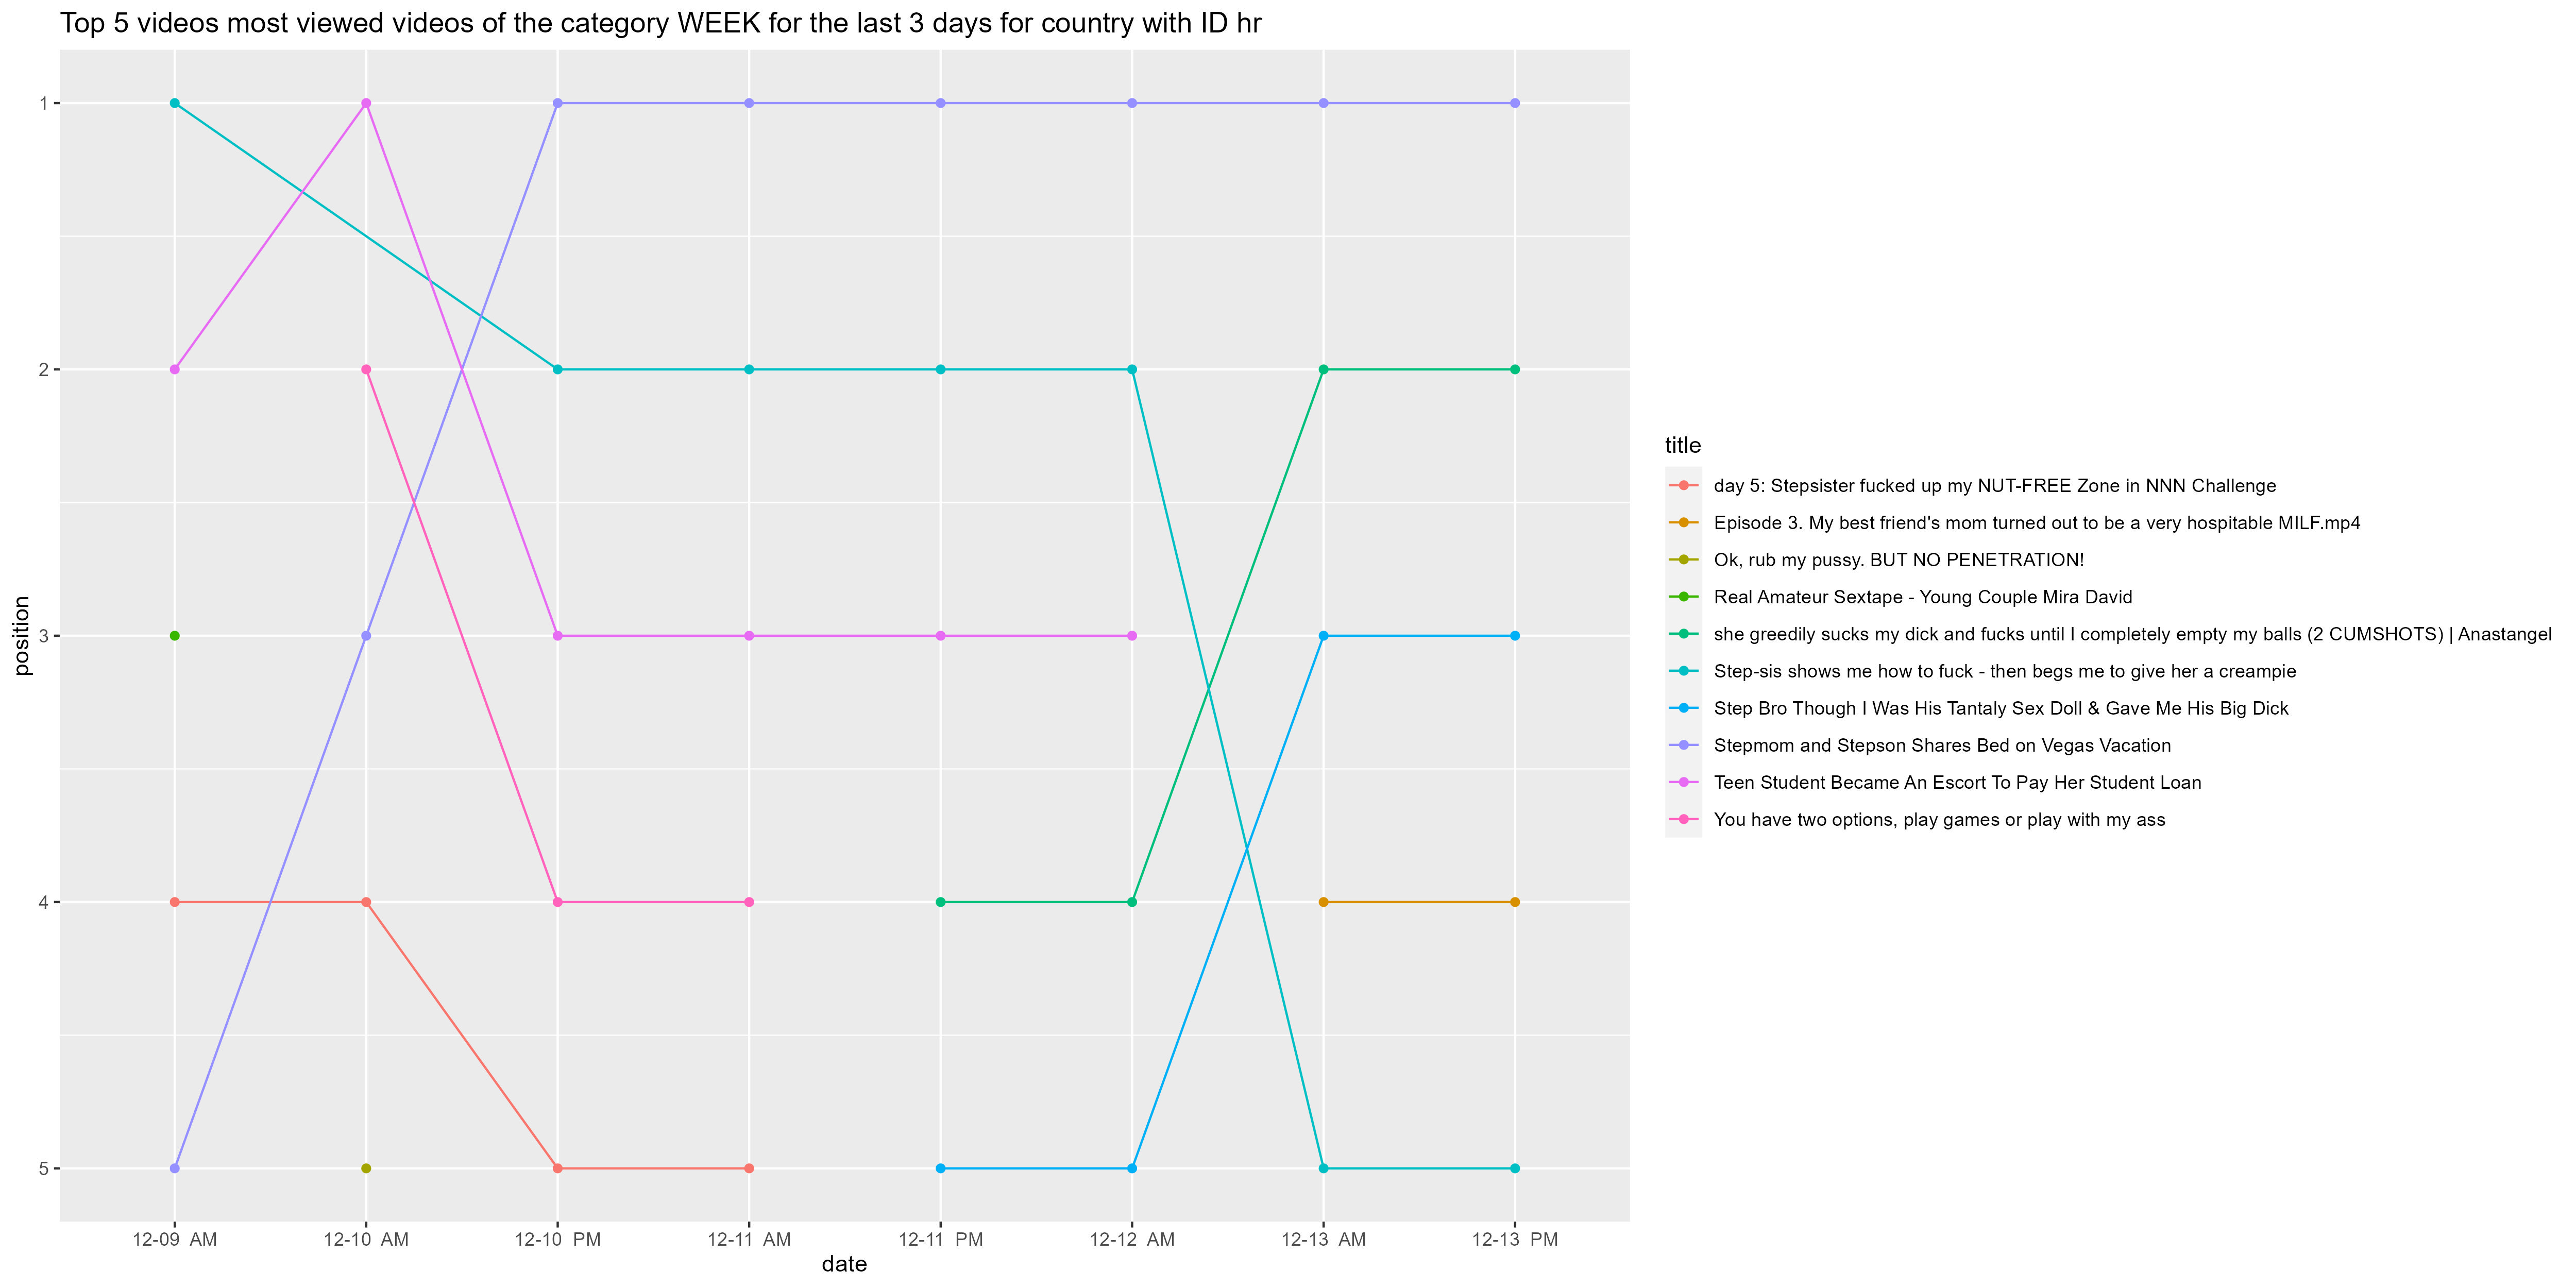 Top 5 videos most viewed videos of the category WEEK for the last 3 days for country with ID hr
1
2
3
4
5
position
12-09 AM
12-10 AM
12-10 PM
12-11 AM
12-11 PM
12-12 AM
12-13 AM
12-13 PM
date
title
day 5: Stepsister fucked up my NUT-FREE Zone in NNN Challenge
Episode 3. My best friend's mom turned out to be a very hospitable MILF.mp4
Ok, rub my pussy. BUT NO PENETRATION!
Real Amateur Sextape - Young Couple Mira David
she greedily sucks my dick and fucks until I completely empty my balls (2 CUMSHOTS) | Anastangel
Step-sis shows me how to fuck - then begs me to give her a creampie
Step Bro Though I Was His Tantaly Sex Doll & Gave Me His Big Dick
Stepmom and Stepson Shares Bed on Vegas Vacation
Teen Student Became An Escort To Pay Her Student Loan
You have two options, play games or play with my ass